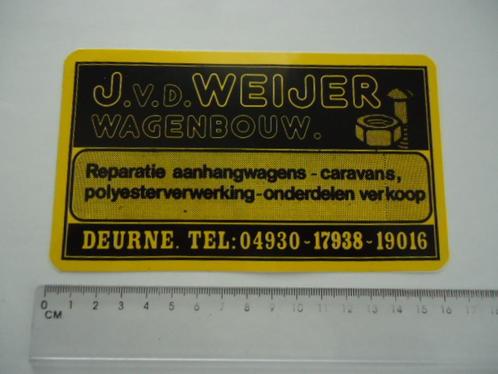 J.V.D. WEIJER
WAGENBOUW.
Reparatie aanhangwagens - caravans,
polyesterverwerking - onderdelen verkoop
DEURNE. TEL: 04930 - 17938 - 19016
0 1 2 3 4 5 6 7 8 9 10 11 12 13 14 15 16 17 18
CM